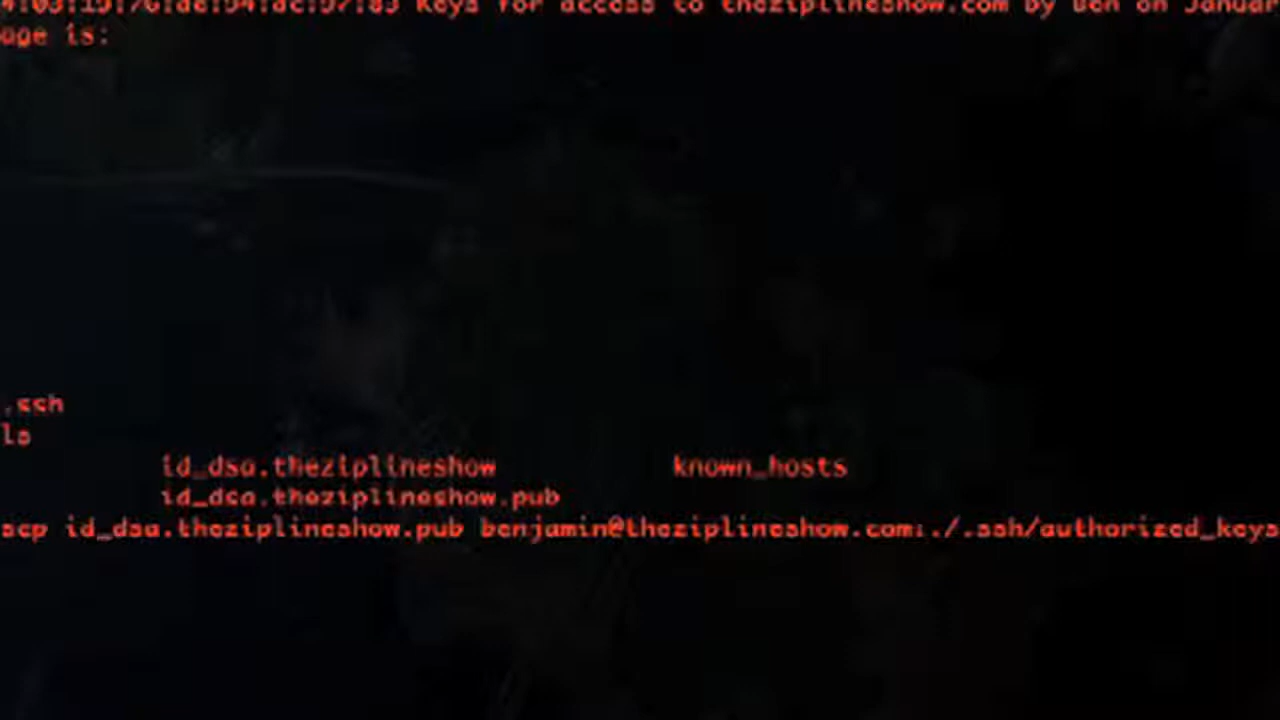 Keys for access to theziplineshow.com by Ben on Januar
age is:
.ssh
ls
id_dsa.theziplineshow known_hosts
id_dsa.theziplineshow.pub
scp id_dsa.theziplineshow.pub benjamin@theziplineshow.com:./.ssh/authorized_keys